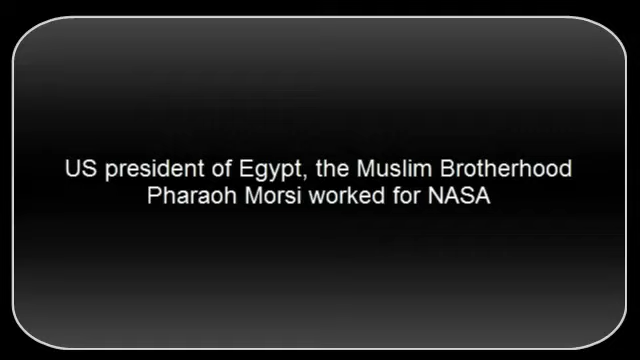 US president of Egypt, the Muslim Brotherhood
Pharaoh Morsi worked for NASA